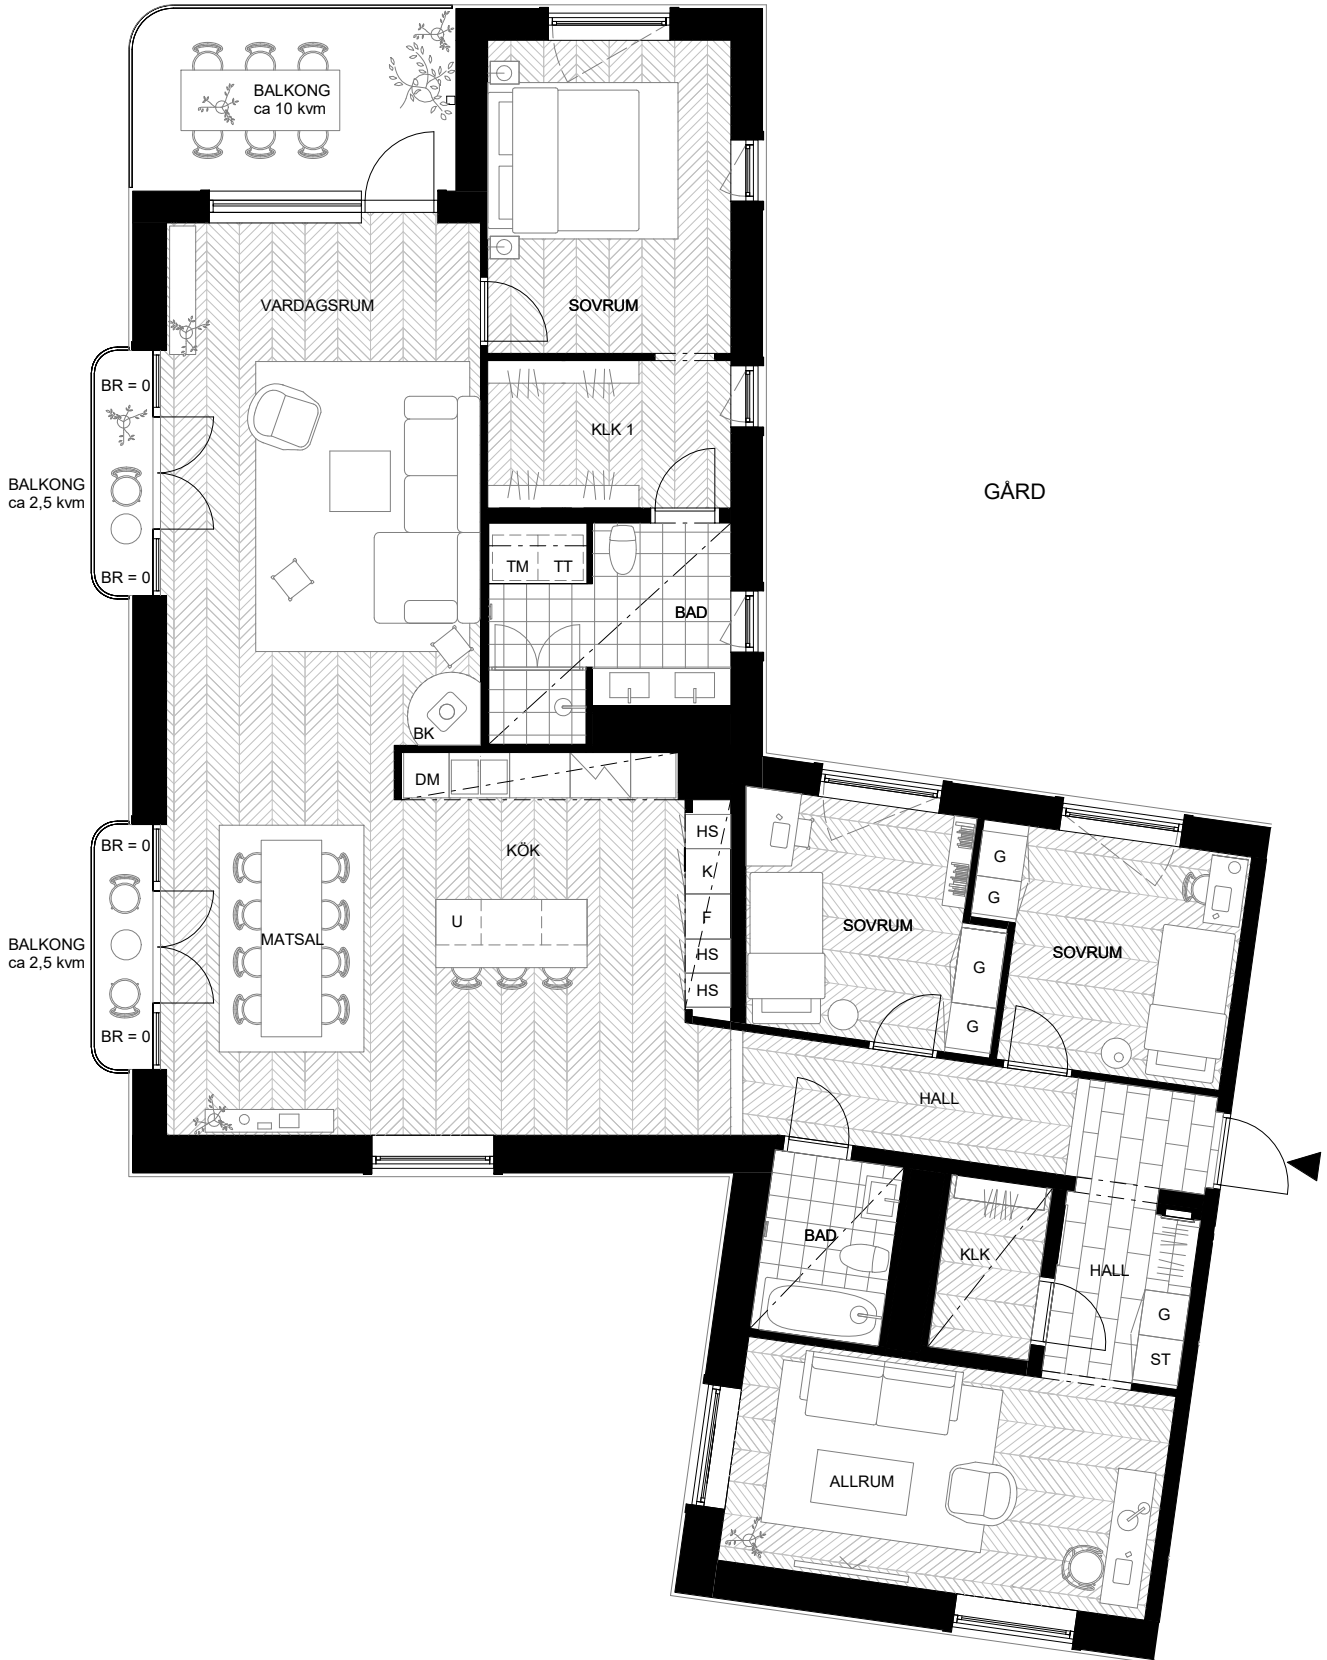 BALKONG
ca 10 kvm
VARDAGSRUM
SOVRUM
BR = 0
KLK 1
BALKONG
ca 2,5 kvm
GÅRD
BR = 0
TM
TT
BAD
BK
DM
HS
BR = 0
KÖK
K
G
G
U
F
SOVRUM
MATSAL
BALKONG
ca 2,5 kvm
SOVRUM
HS
G
HS
G
BR = 0
HALL
BAD
KLK
HALL
G
ST
ALLRUM